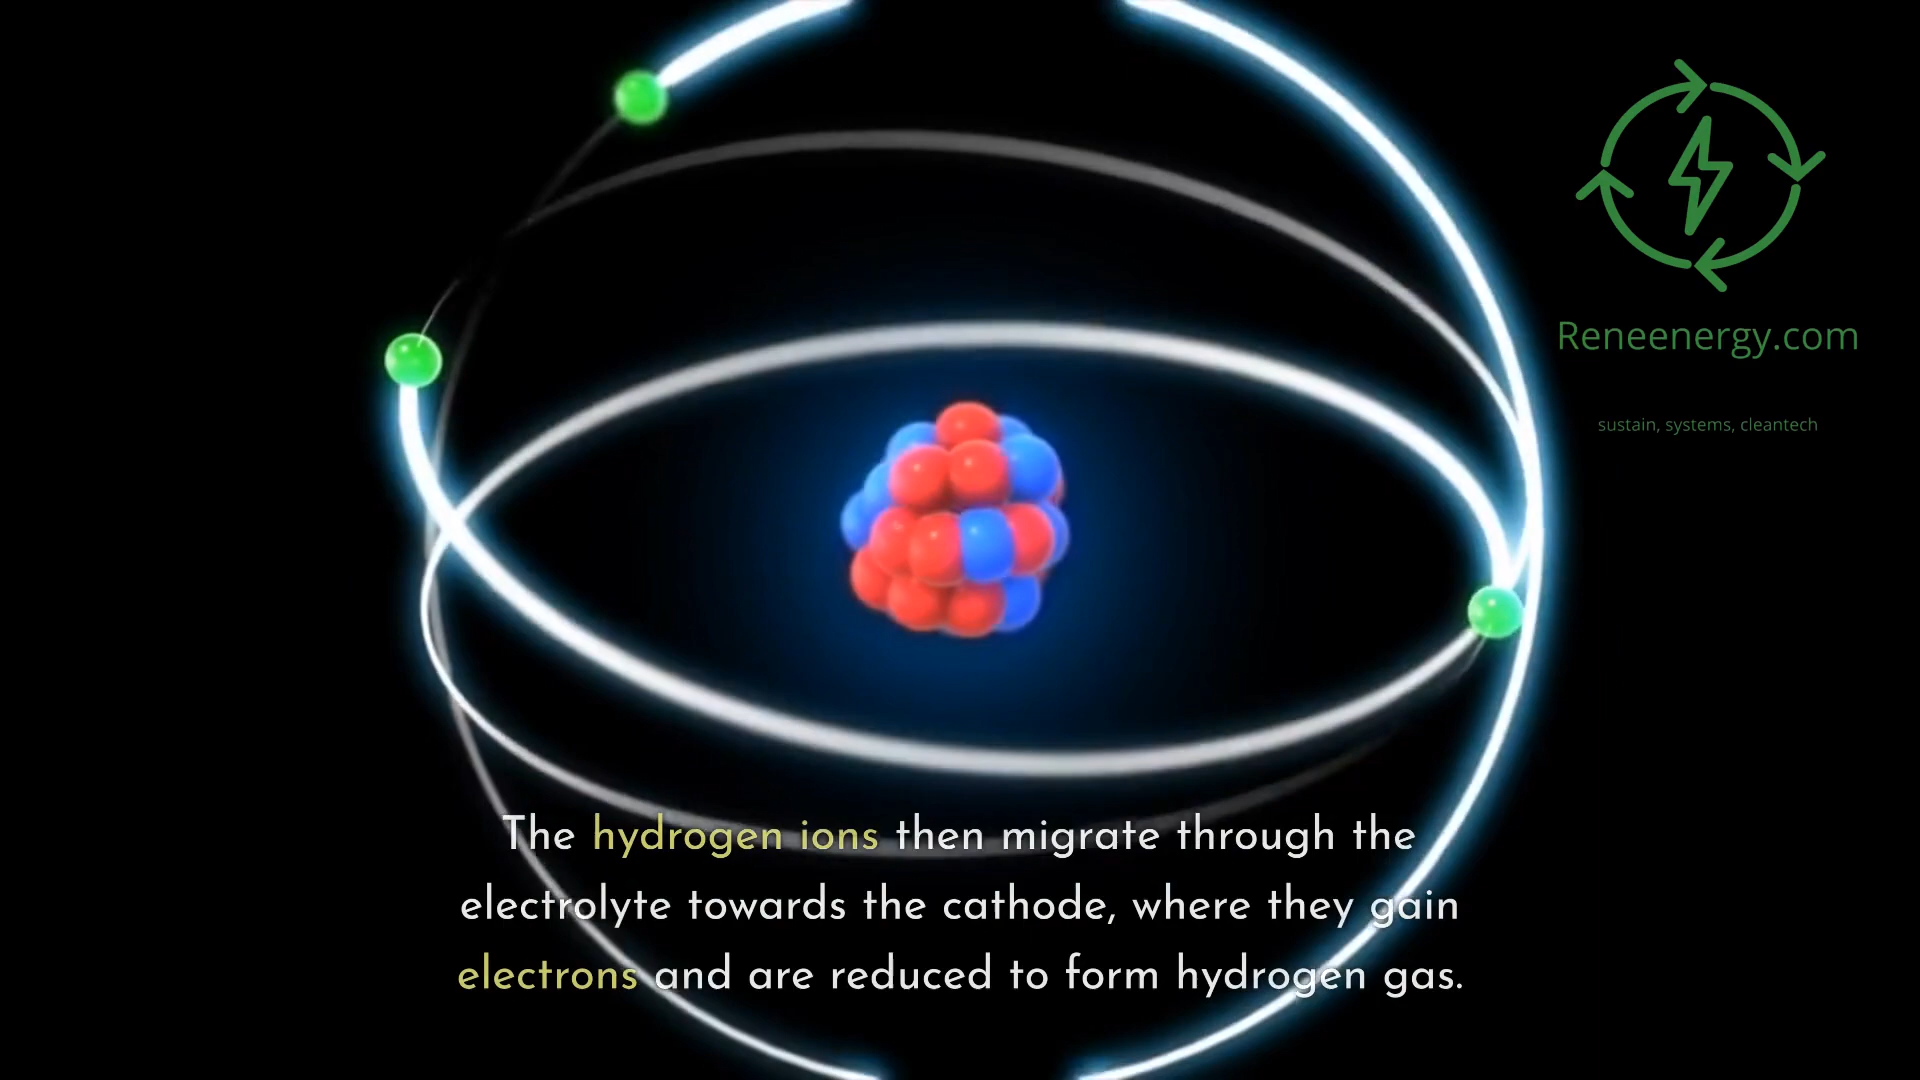 Reneenergy.com
sustain, systems, cleantech
The hydrogen ions then migrate through the
electrolyte towards the cathode, where they gain
electrons and are reduced to form hydrogen gas.